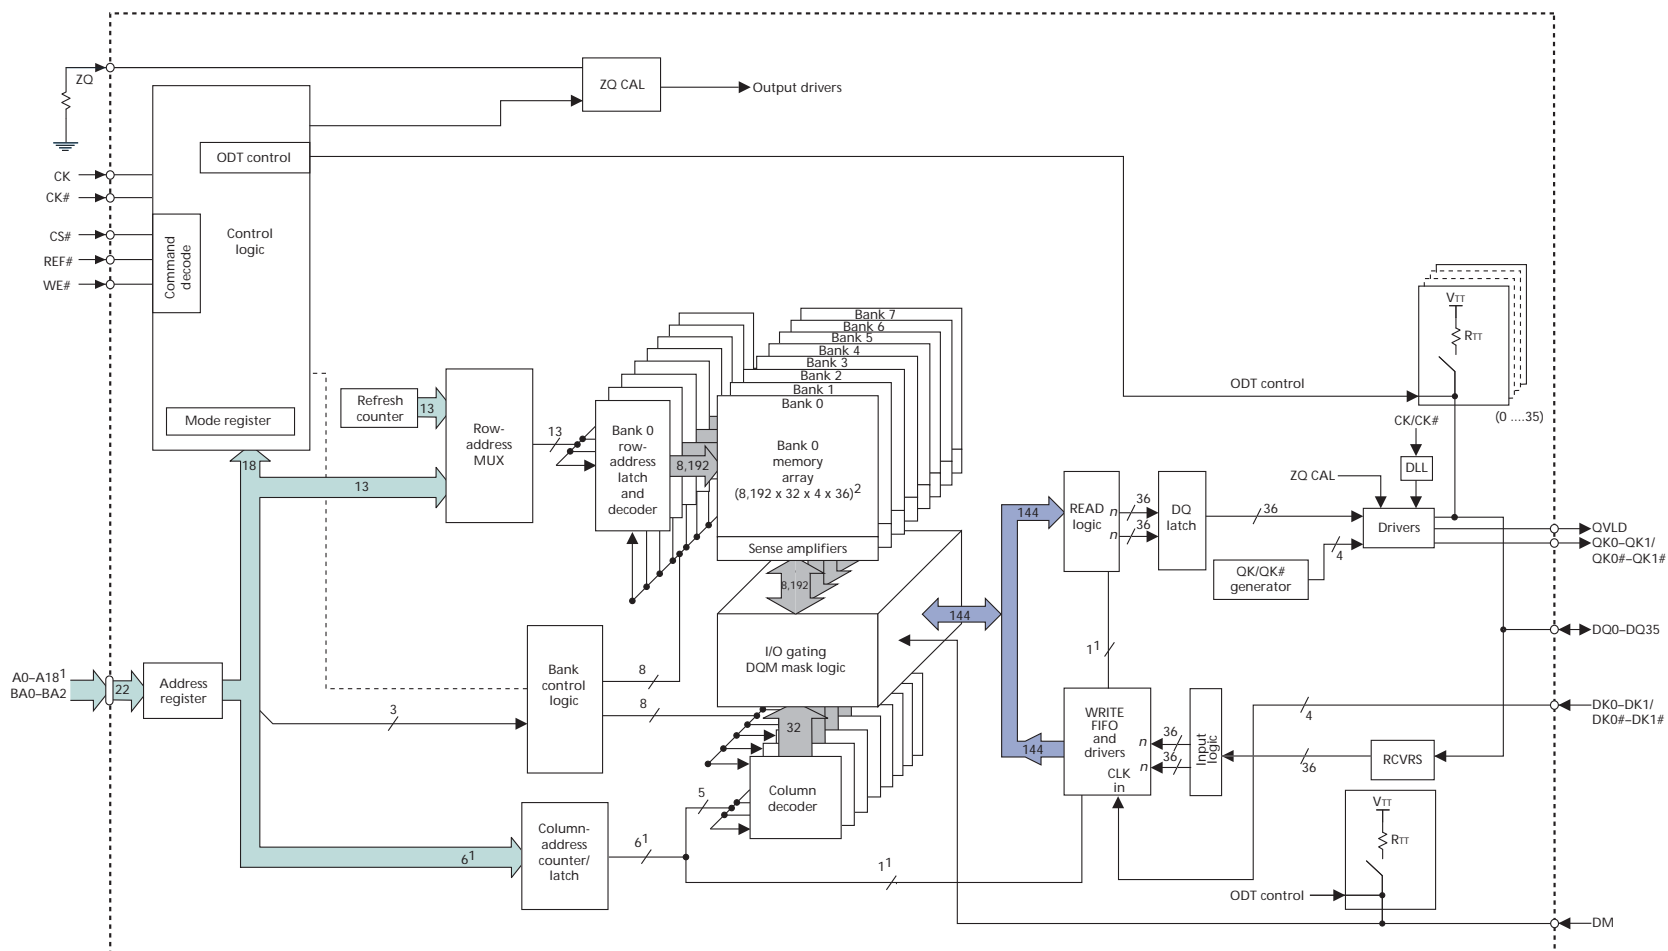 ZQ
ZQ CAL
Output drivers
ODT control
CK
CK#
CS#
REF#
WE#
Command
decode
Control
logic
Mode register
Refresh
counter
13
Row-
address
MUX
18
13
13
Bank 0
row-
address
latch
and
decoder
8,192
Bank 7
Bank 6
Bank 5
Bank 4
Bank 3
Bank 2
Bank 1
Bank 0
Bank 0
memory
array
(8,192 x 32 x 4 x 36)2
Sense amplifiers
8,192
I/O gating
DQM mask logic
32
Column
decoder
5
A0–A181
BA0–BA2
22
Address
register
3
Bank
control
logic
8
8
61
Column-
address
counter/
latch
61
11
144
144
144
READ
logic
n
n
36
36
DQ
latch
36
11
WRITE
FIFO
and
drivers
CLK
in
n
n
36
36
Input
logic
36
RCVRS
4
ODT control
VTT
RTT
(0 ....35)
CK/CK#
DLL
ZQ CAL
Drivers
4
QK/QK#
generator
QVLD
QK0–QK1/
QK0#–QK1#
DQ0–DQ35
DK0–DK1/
DK0#–DK1#
VTT
RTT
ODT control
DM